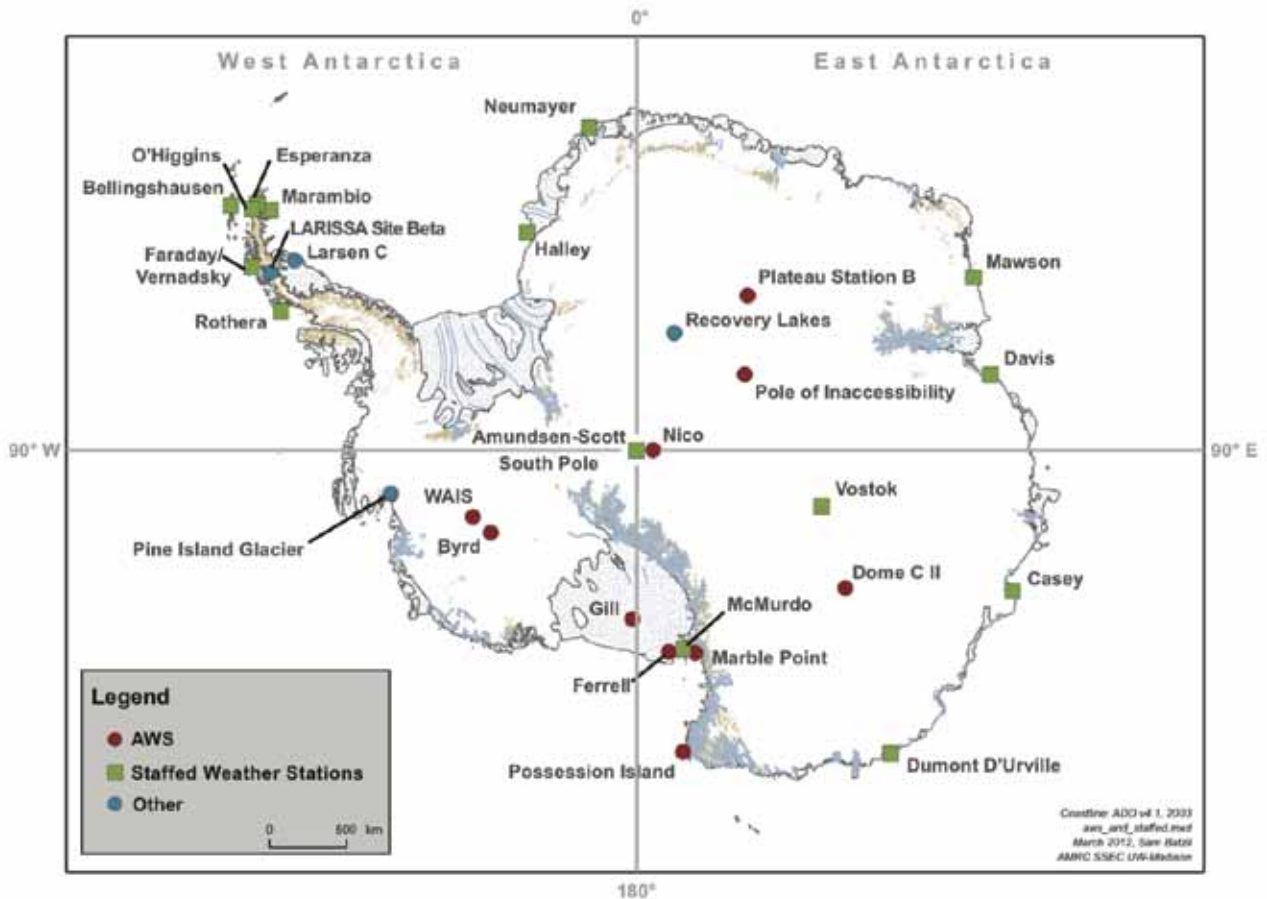 0°
West Antarctica
East Antarctica
Neumayer
O'Higgins
Esperanza
Bellingshausen
Marambio
LARISSA Site Beta
Larsen C
Faraday/
Vernadsky
Rothera
Halley
Mawson
Plateau Station B
Recovery Lakes
Davis
Pole of Inaccessibility
Amundsen-Scott
South Pole
Nico
90° W
90° E
WAIS
Byrd
Vostok
Pine Island Glacier
Dome C II
Casey
Gill
McMurdo
Marble Point
Ferrell
Possession Island
Dumont D'Urville
Legend
AWS
Staffed Weather Stations
Other
0 500 km
Coastline: ADD v4.1, 2003
aws_and_staffed.mxd
March 2012, Sam Batzli
AMRC SSEC UW-Madison
180°